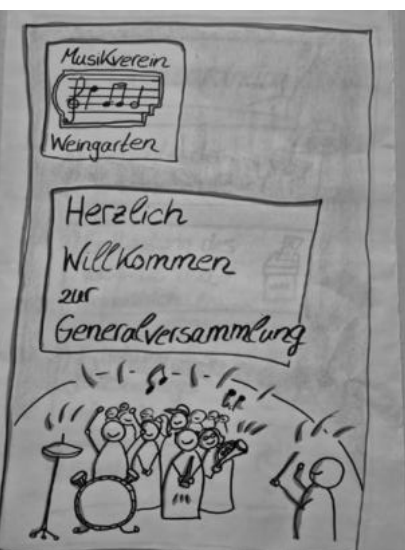 Musikverein
Weingarten
Herzlich
Willkommen
zur
Generalversammlung